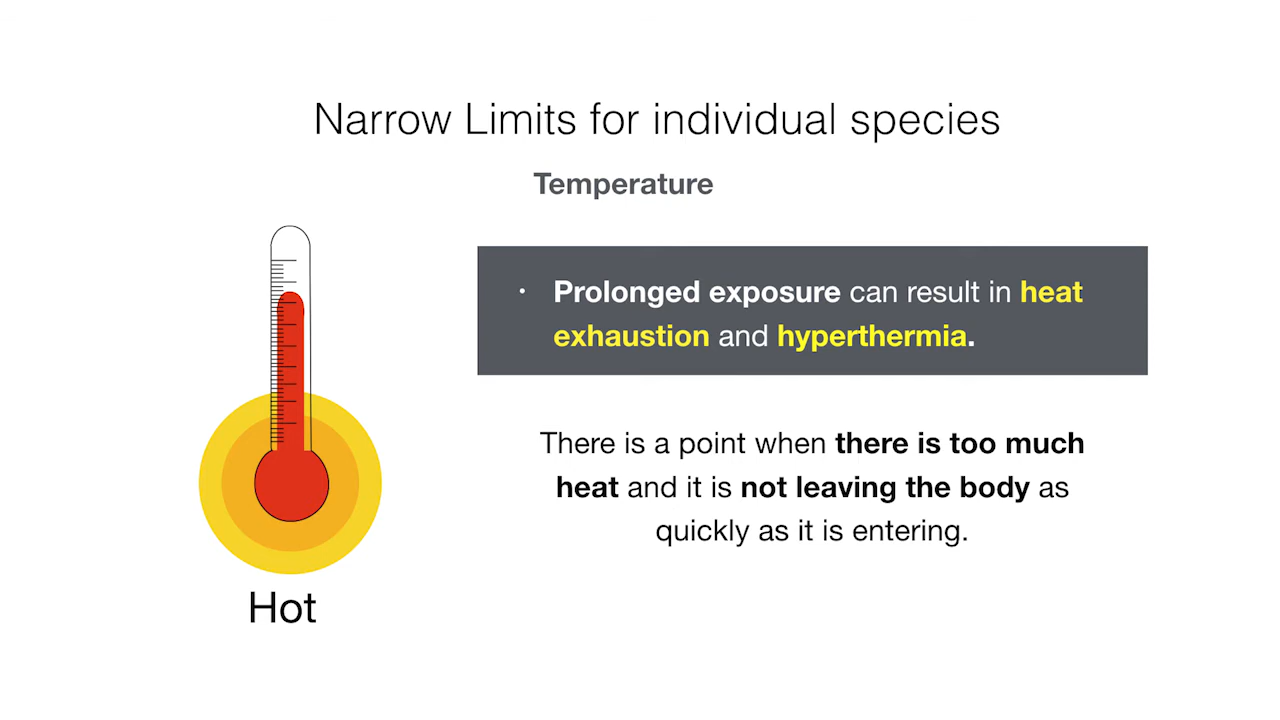 Narrow Limits for individual species
Temperature
• Prolonged exposure can result in heat
exhaustion and hyperthermia.
There is a point when there is too much
heat and it is not leaving the body as
quickly as it is entering.
Hot